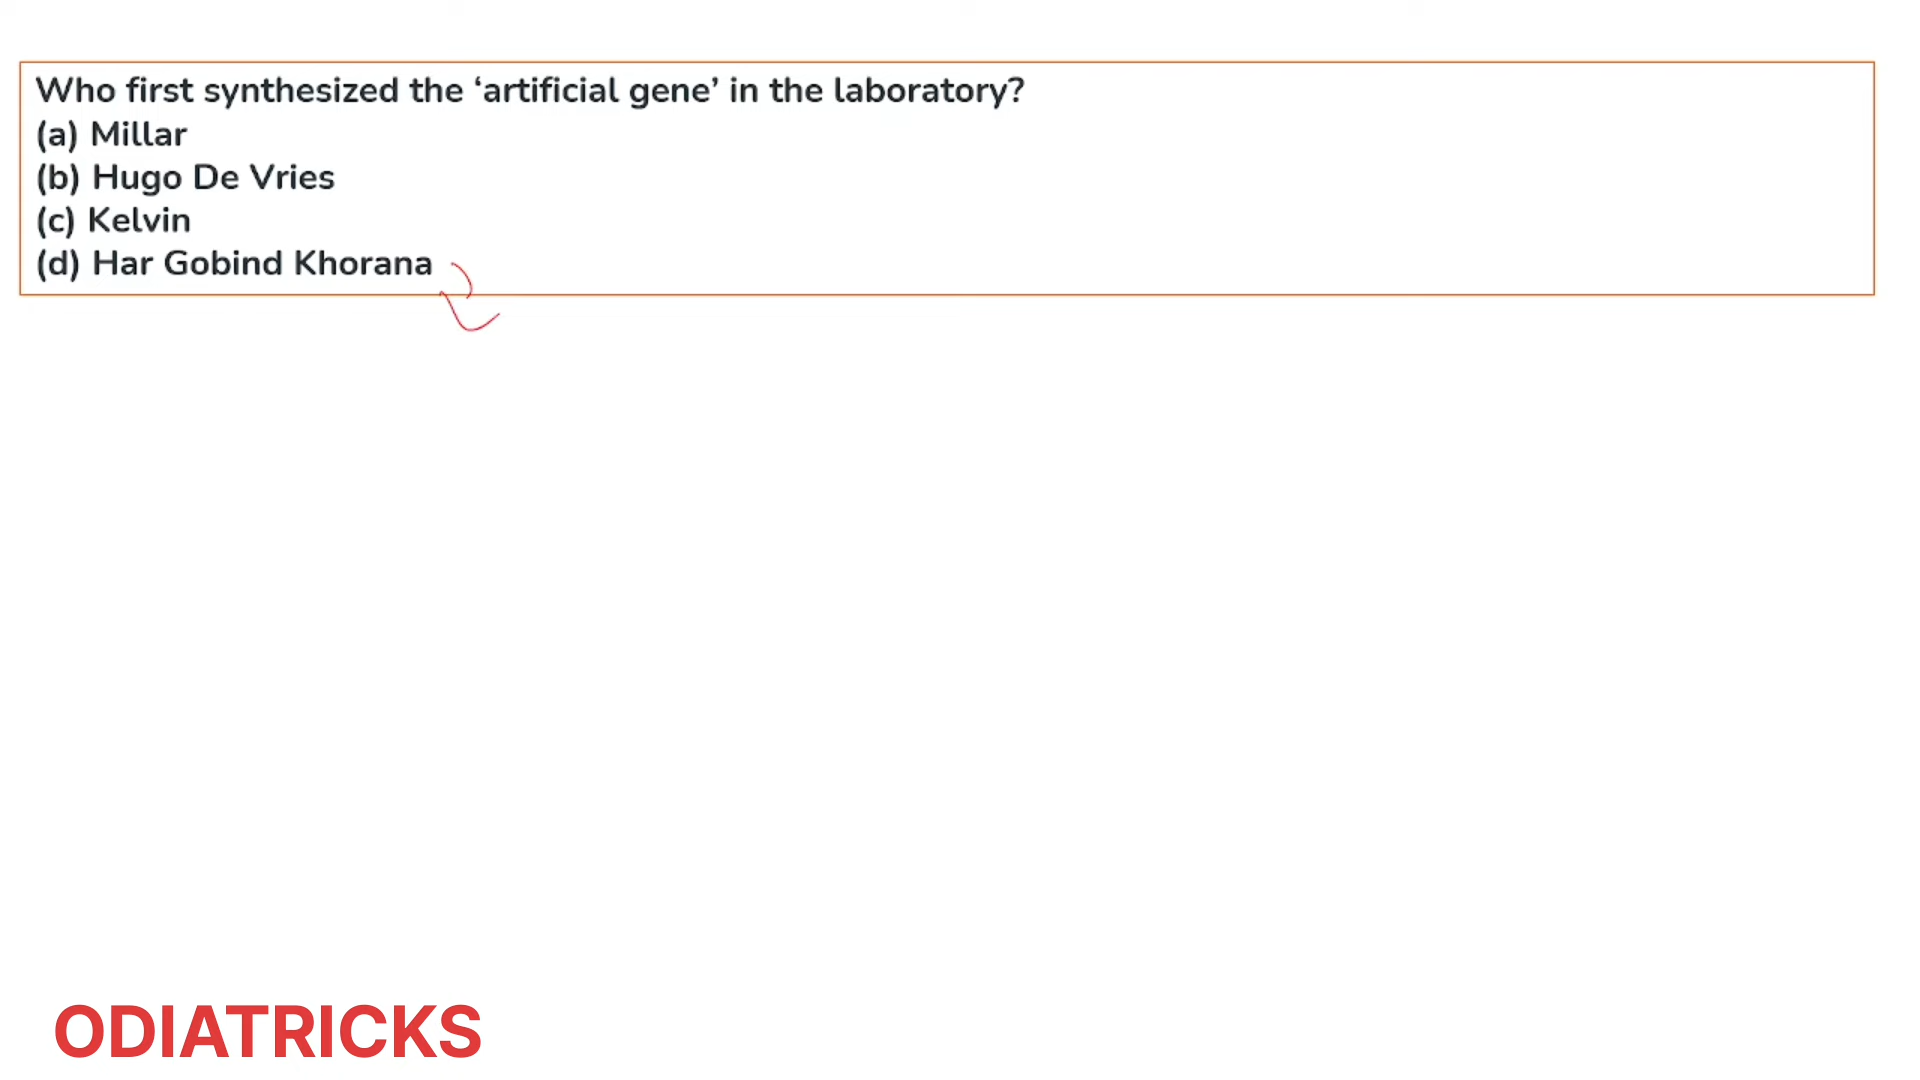 Who first synthesized the ‘artificial gene’ in the laboratory?
(a) Millar
(b) Hugo De Vries
(c) Kelvin
(d) Har Gobind Khorana
ODIATRICKS